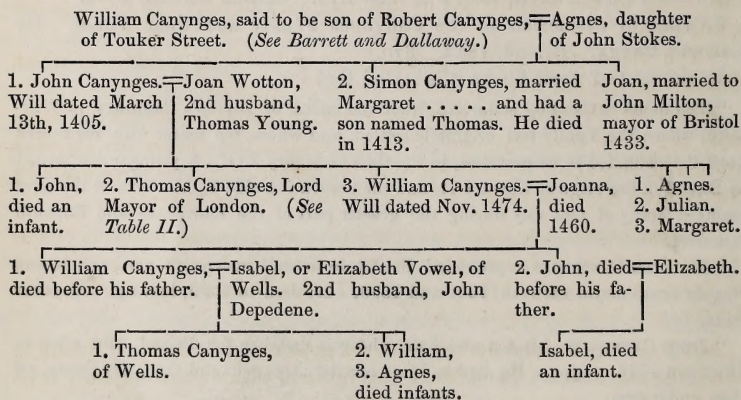 William Canynges, said to be son of Robert Canynges, Agnes, daughter
of Touker Street. (See Barrett and Dallaway.) of John Stokes.
1. John Canynges. Joan Wotton, 2. Simon Canynges, married Joan, married to
Will dated March 2nd husband, Margaret . . . . . and had a John Milton,
13th, 1405. Thomas Young. son named Thomas. He died mayor of Bristol
in 1413. 1433.
1. John, 2. Thomas Canynges, Lord 3. William Canynges. Joanna, 1. Agnes.
died an Mayor of London. (See Will dated Nov. 1474. died 2. Julian.
infant. Table II.) 1460. 3. Margaret.
1. William Canynges, Isabel, or Elizabeth Vowel, of 2. John, died Elizabeth.
died before his father. Wells. 2nd husband, John before his fa-
Depedene. ther.
1. Thomas Canynges, 2. William, Isabel, died
of Wells. 3. Agnes, an infant.
died infants.